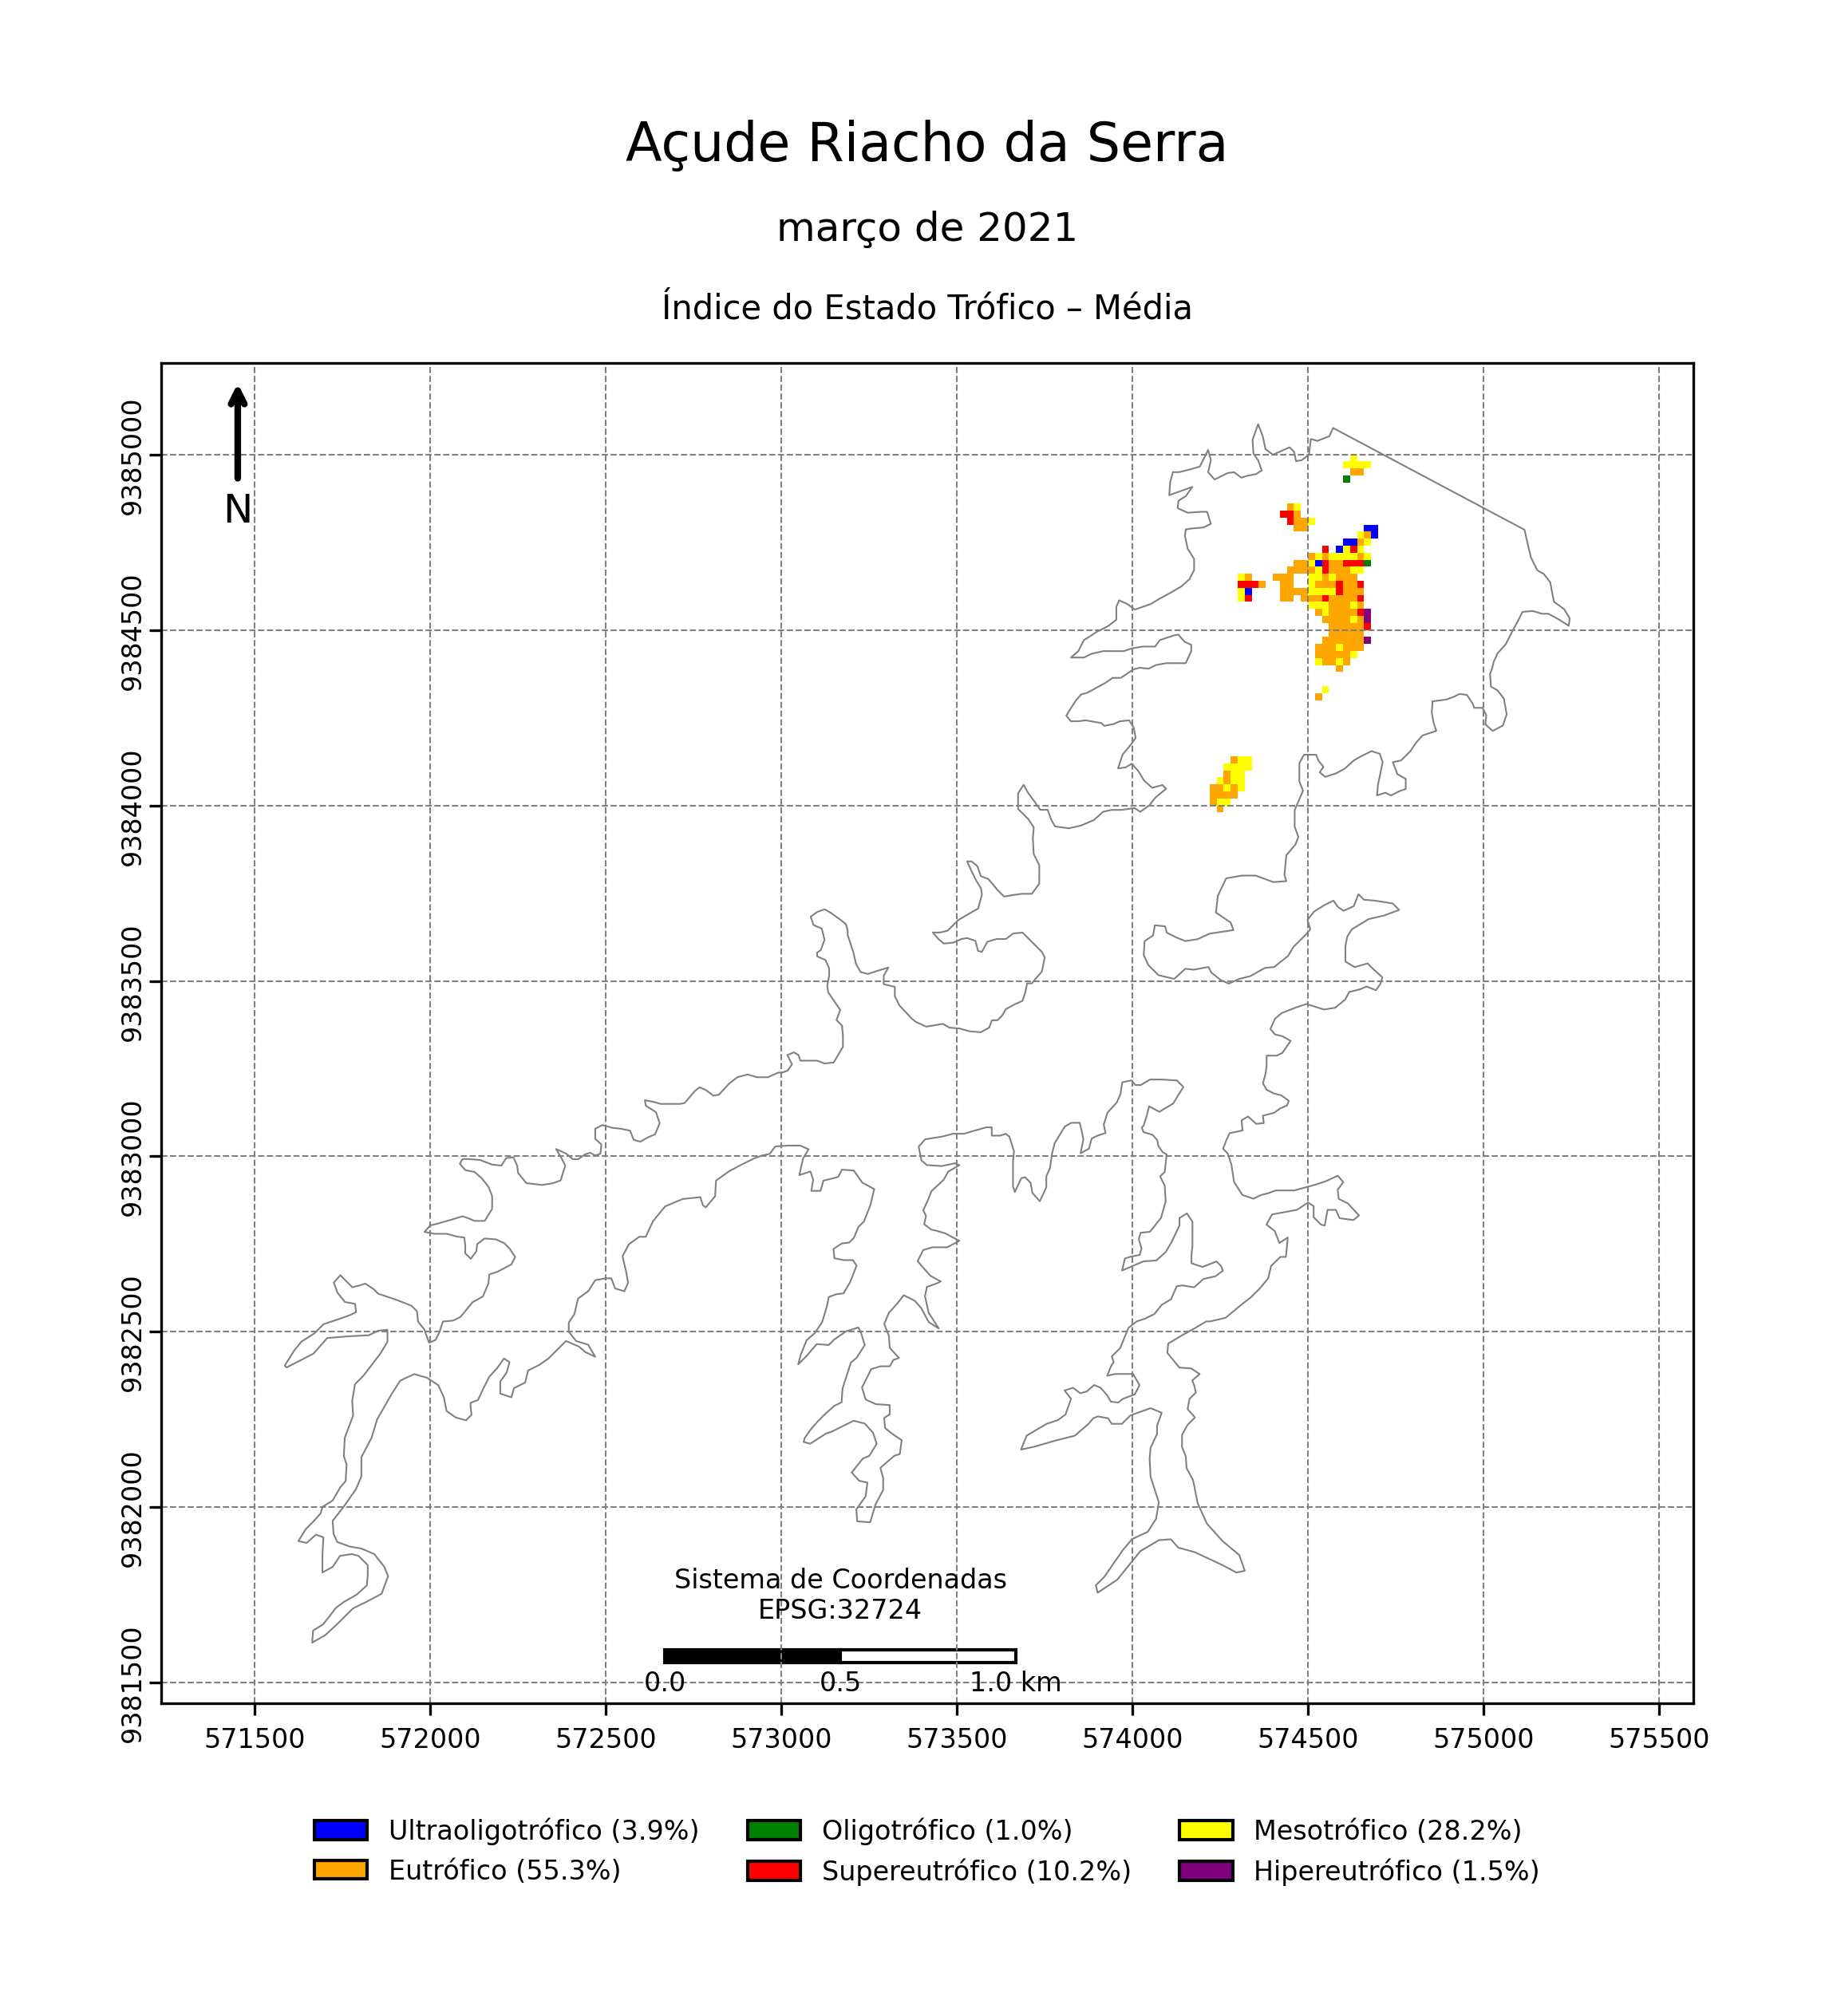 Açude Riacho da Serra
março de 2021
Índice do Estado Trófico – Média
N
9385000
9384500
9384000
9383500
9383000
9382500
9382000
9381500
Sistema de Coordenadas
EPSG:32724
0.0 0.5 1.0 km
571500 572000 572500 573000 573500 574000 574500 575000 575500
Ultraoligotrófico (3.9%) Oligotrófico (1.0%) Mesotrófico (28.2%)
Eutrófico (55.3%) Supereutrófico (10.2%) Hipereutrófico (1.5%)